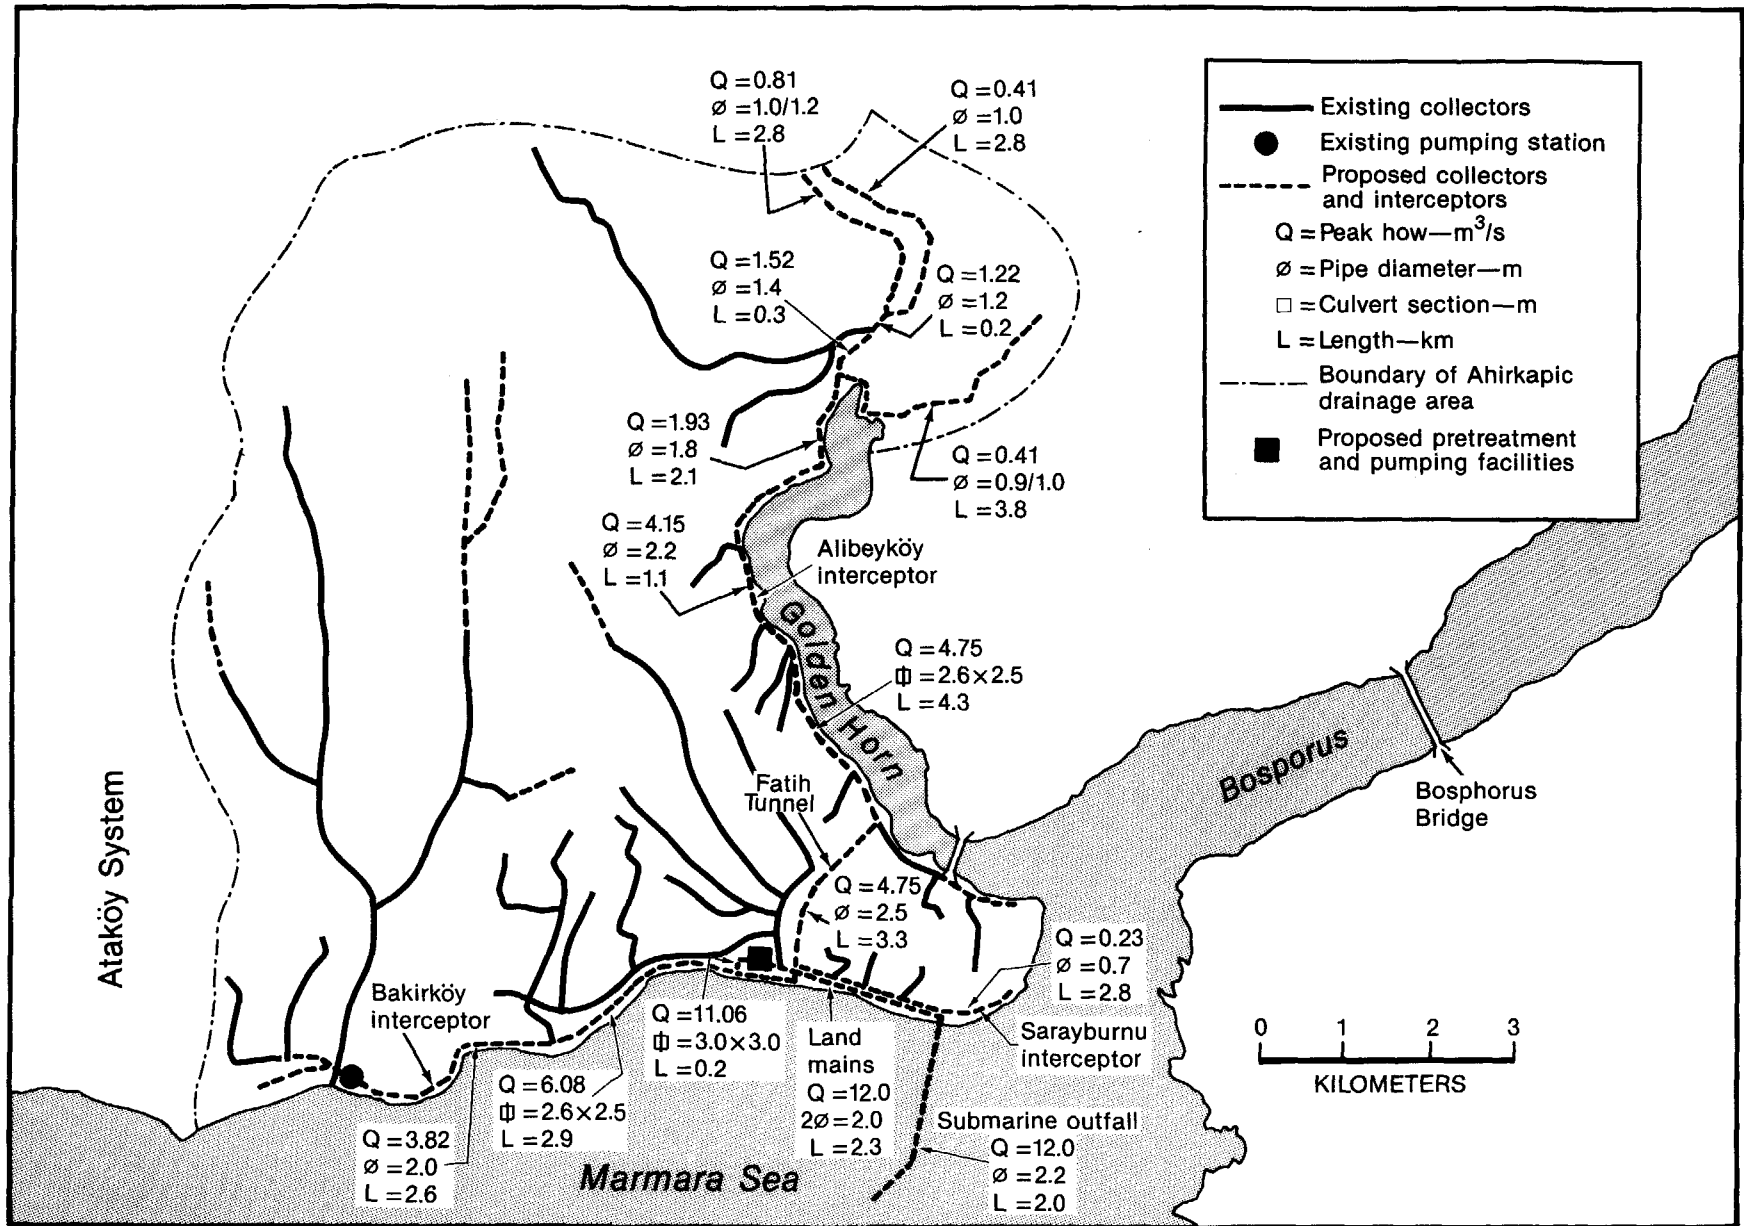 Q =0.81
Ø =1.0/1.2
L =2.8
Q =0.41
Ø =1.0
L =2.8
Existing collectors
Existing pumping station
Proposed collectors
and interceptors
Q = Peak how—m³/s
Ø = Pipe diameter—m
□ = Culvert section—m
L = Length—km
Boundary of Ahirkapic
drainage area
Proposed pretreatment
and pumping facilities
Q =1.52
Ø =1.4
L =0.3
Q =1.22
Ø =1.2
L =0.2
Q =1.93
Ø =1.8
L =2.1
Q =0.41
Ø =0.9/1.0
L =3.8
Q =4.15
Ø =2.2
L =1.1
Alibeyköy
interceptor
Golden Horn
Q =4.75
⎅ =2.6×2.5
L =4.3
Fatih
Tunnel
Bosporus
Bosphorus
Bridge
Ataköy System
Q =4.75
Ø =2.5
L =3.3
Q =0.23
Ø =0.7
L =2.8
Bakirköy
interceptor
Q =11.06
⎅ =3.0×3.0
L =0.2
Land
mains
Q =12.0
2Ø =2.0
L =2.3
Sarayburnu
interceptor
0 1 2 3
KILOMETERS
Q =6.08
⎅ =2.6×2.5
L =2.9
Q =3.82
Ø =2.0
L =2.6
Submarine outfall
Q =12.0
Ø =2.2
L =2.0
Marmara Sea